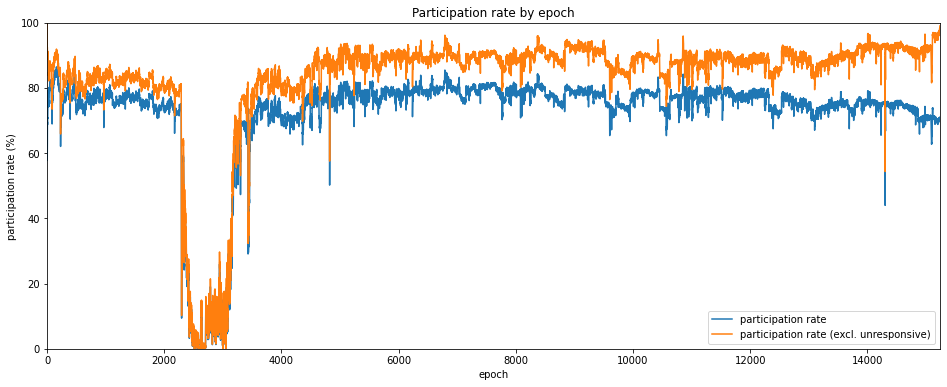 Participation rate by epoch
participation rate (%)
100
80
60
40
20
0
0 2000 4000 6000 8000 10000 12000 14000
epoch
participation rate
participation rate (excl. unresponsive)